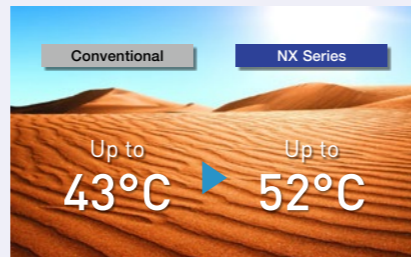 Conventional
NX Series
Up to
Up to
43°C
52°C